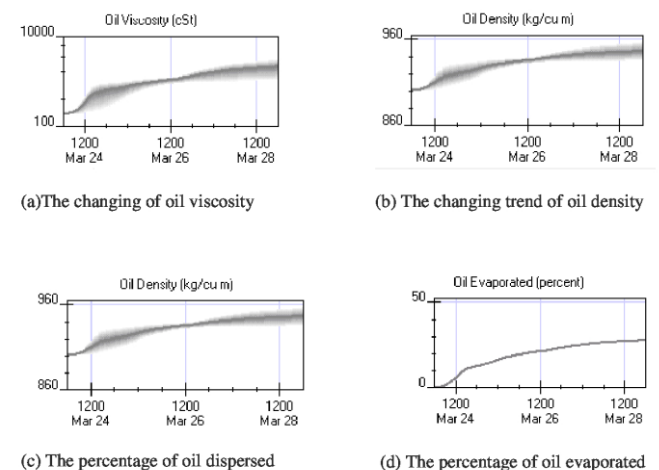 Oil Viscosity (cSt)
10000
100
1200
Mar 24
1200
Mar 26
1200
Mar 28
(a)The changing of oil viscosity
Oil Density (kg/cu m)
960
860
1200
Mar 24
1200
Mar 26
1200
Mar 28
(b) The changing trend of oil density
Oil Density (kg/cu m)
960
860
1200
Mar 24
1200
Mar 26
1200
Mar 28
(c) The percentage of oil dispersed
Oil Evaporated (percent)
50
0
1200
Mar 24
1200
Mar 26
1200
Mar 28
(d) The percentage of oil evaporated